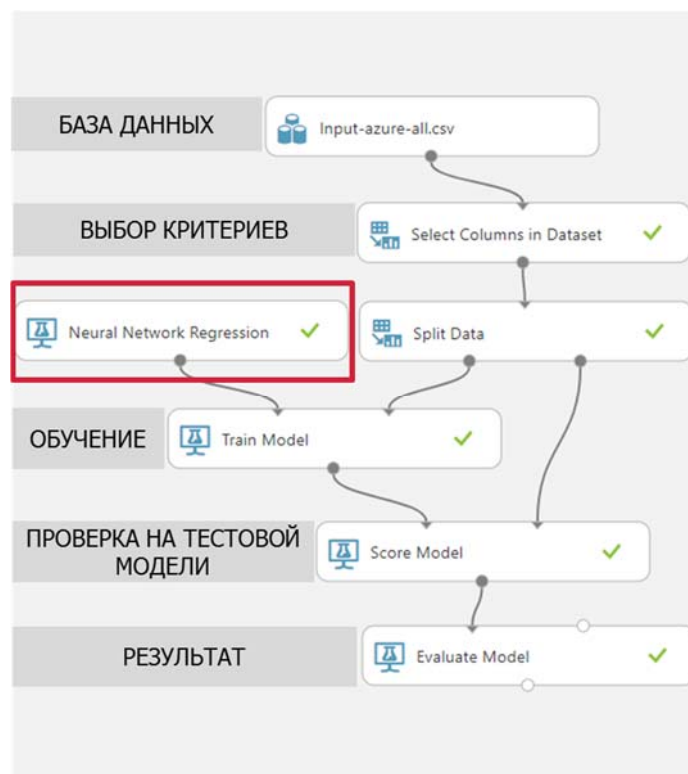 БАЗА ДАННЫХ
Input-azure-all.csv
ВЫБОР КРИТЕРИЕВ
Select Columns in Dataset
Neural Network Regression
Split Data
ОБУЧЕНИЕ
Train Model
ПРОВЕРКА НА ТЕСТОВОЙ
МОДЕЛИ
Score Model
РЕЗУЛЬТАТ
Evaluate Model